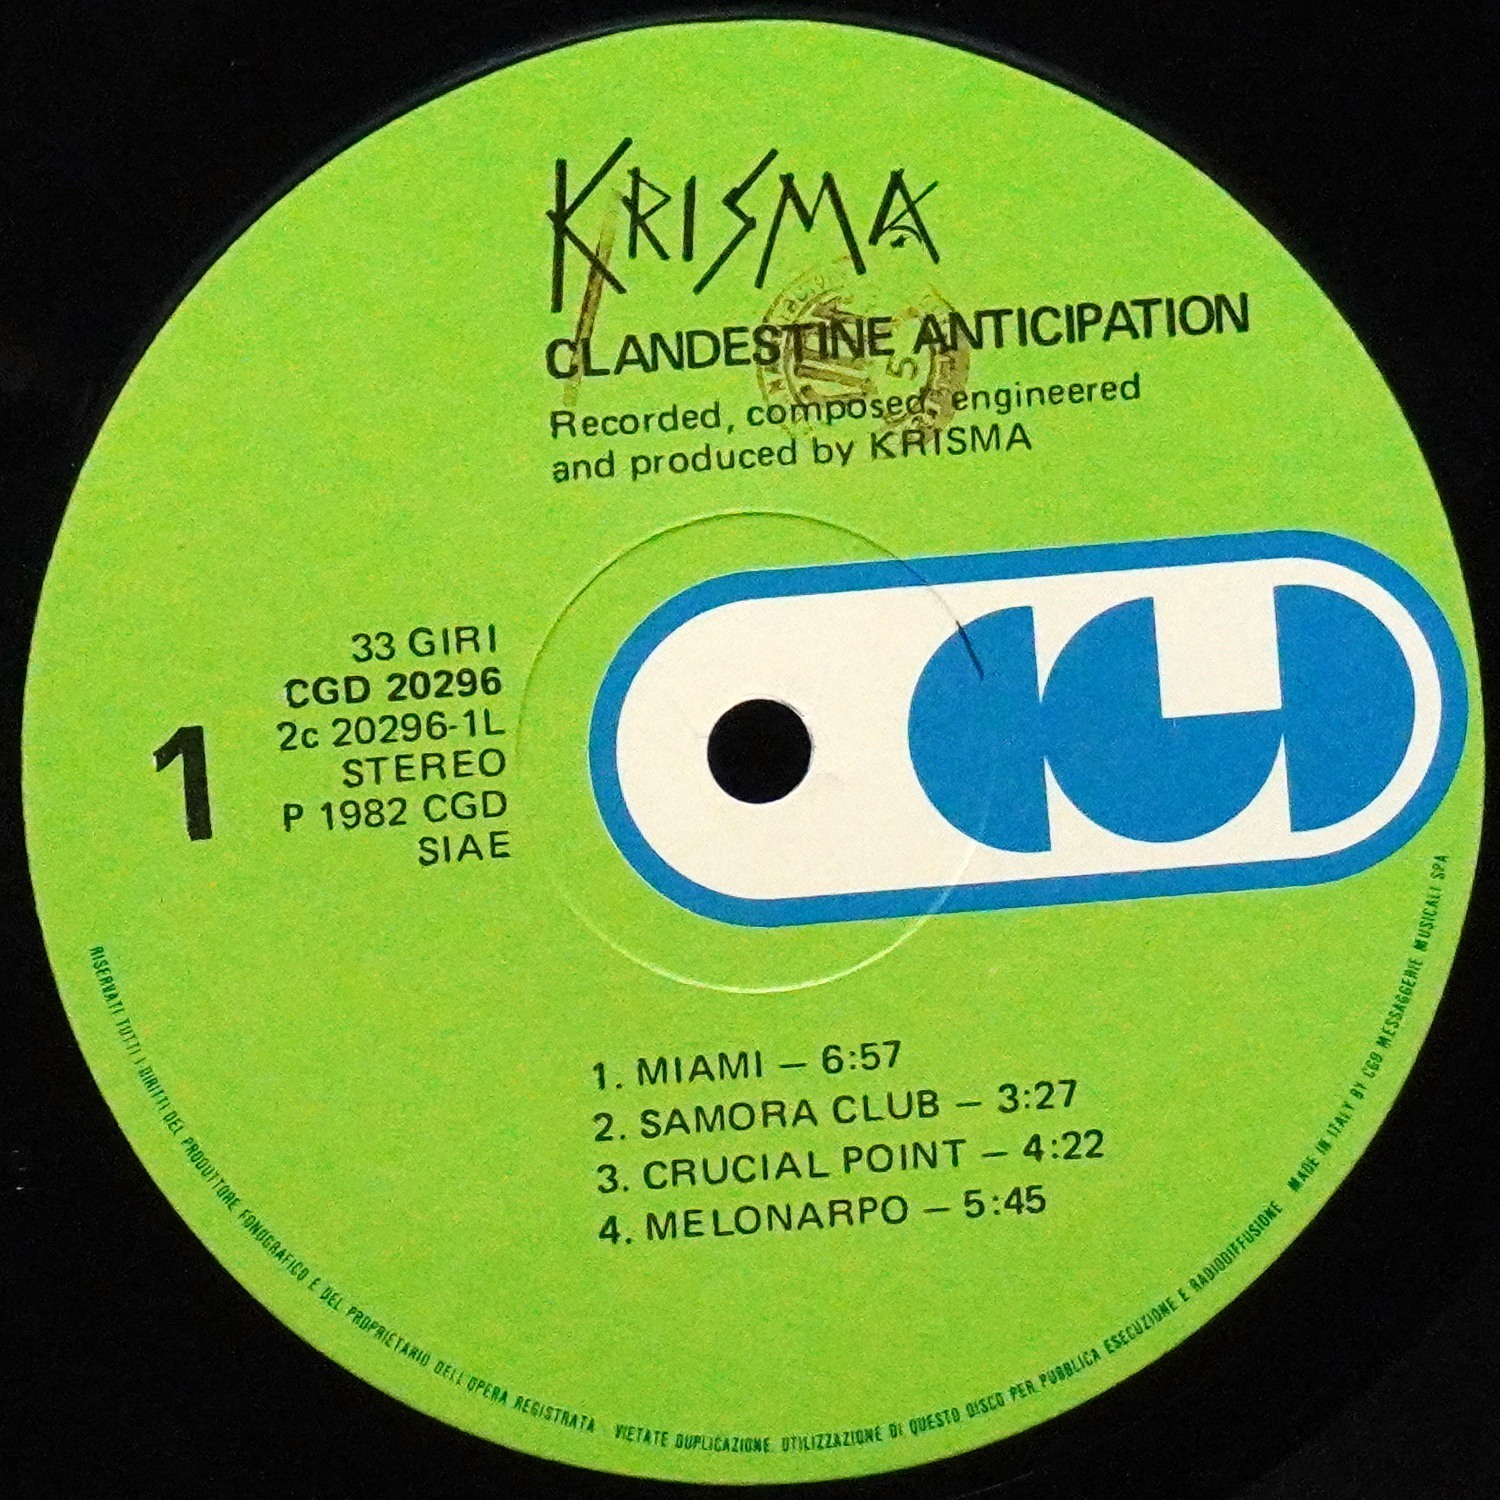 KRISMA
CLANDESTINE ANTICIPATION
Recorded, composed, engineered
and produced by KRISMA
33 GIRI
CGD 20296
2c 20296-1L
STEREO
P 1982 CGD
SIAE
1
CGD
1. MIAMI – 6:57
2. SAMORA CLUB – 3:27
3. CRUCIAL POINT – 4:22
4. MELONARPO – 5:45
RISERVATI TUTTI I DIRITTI DEL PRODUTTORE FONOGRAFICO E DEL PROPRIETARIO DELL'OPERA REGISTRATA VIETATE DUPLICAZIONE, UTILIZZAZIONE DI QUESTO DISCO PER PUBBLICA ESECUZIONE E RADIODIFFUSIONE MADE IN ITALY BY CGD MESSAGGERIE MUSICALI SPA